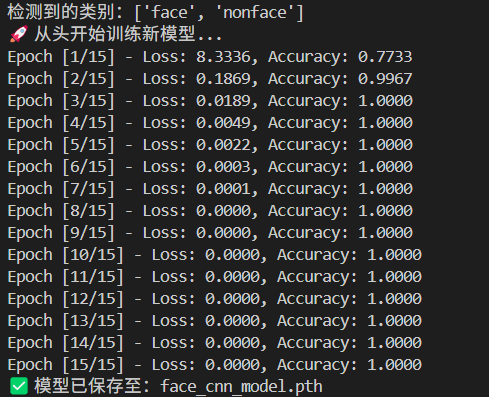 检测到的类别：['face', 'nonface']
🚀 从头开始训练新模型...
Epoch [1/15] - Loss: 8.3336, Accuracy: 0.7733
Epoch [2/15] - Loss: 0.1869, Accuracy: 0.9967
Epoch [3/15] - Loss: 0.0189, Accuracy: 1.0000
Epoch [4/15] - Loss: 0.0049, Accuracy: 1.0000
Epoch [5/15] - Loss: 0.0022, Accuracy: 1.0000
Epoch [6/15] - Loss: 0.0003, Accuracy: 1.0000
Epoch [7/15] - Loss: 0.0001, Accuracy: 1.0000
Epoch [8/15] - Loss: 0.0000, Accuracy: 1.0000
Epoch [9/15] - Loss: 0.0000, Accuracy: 1.0000
Epoch [10/15] - Loss: 0.0000, Accuracy: 1.0000
Epoch [11/15] - Loss: 0.0000, Accuracy: 1.0000
Epoch [12/15] - Loss: 0.0000, Accuracy: 1.0000
Epoch [13/15] - Loss: 0.0000, Accuracy: 1.0000
Epoch [14/15] - Loss: 0.0000, Accuracy: 1.0000
Epoch [15/15] - Loss: 0.0000, Accuracy: 1.0000
✅ 模型已保存至：face_cnn_model.pth